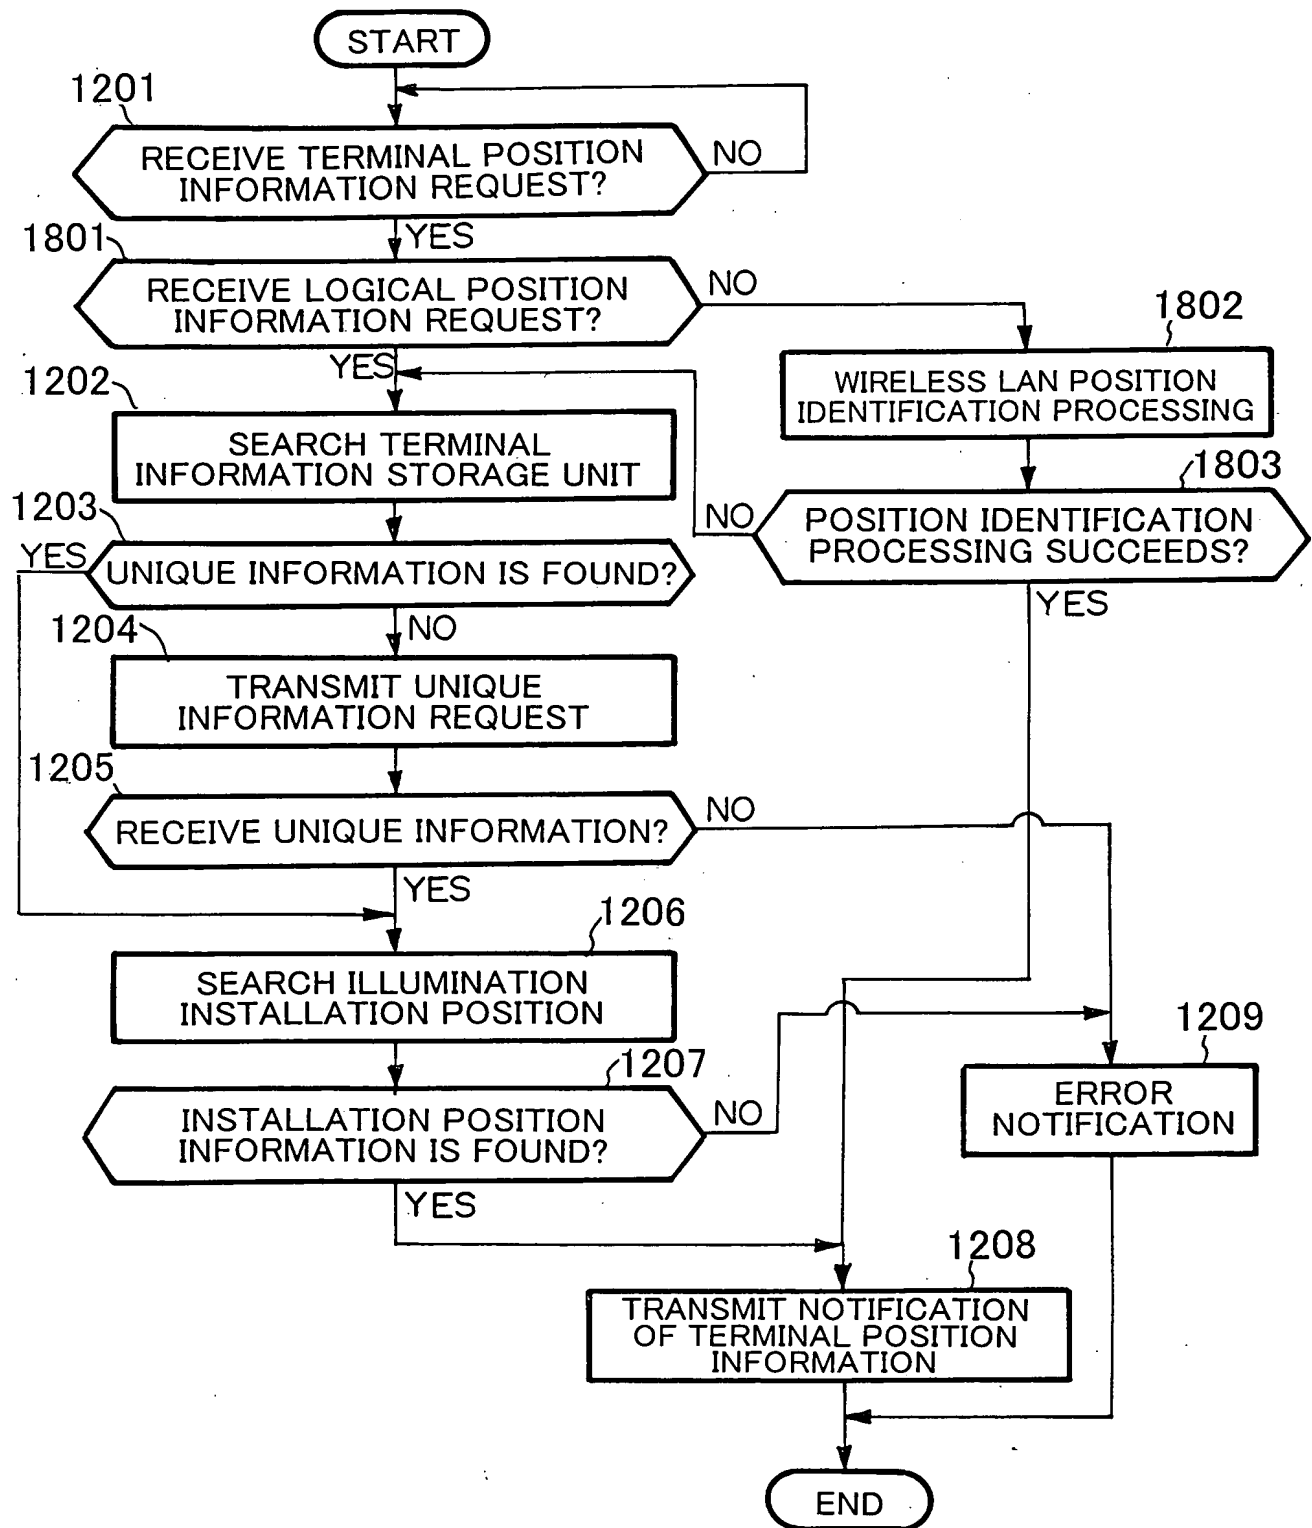 START
1201
RECEIVE TERMINAL POSITION
INFORMATION REQUEST?
NO
YES
1801
RECEIVE LOGICAL POSITION
INFORMATION REQUEST?
NO
YES
1802
WIRELESS LAN POSITION
IDENTIFICATION PROCESSING
1202
SEARCH TERMINAL
INFORMATION STORAGE UNIT
1803
POSITION IDENTIFICATION
PROCESSING SUCCEEDS?
NO
YES
1203
YES
UNIQUE INFORMATION IS FOUND?
NO
1204
TRANSMIT UNIQUE
INFORMATION REQUEST
1205
RECEIVE UNIQUE INFORMATION?
NO
YES
1206
SEARCH ILLUMINATION
INSTALLATION POSITION
1207
INSTALLATION POSITION
INFORMATION IS FOUND?
NO
YES
1209
ERROR
NOTIFICATION
1208
TRANSMIT NOTIFICATION
OF TERMINAL POSITION
INFORMATION
END